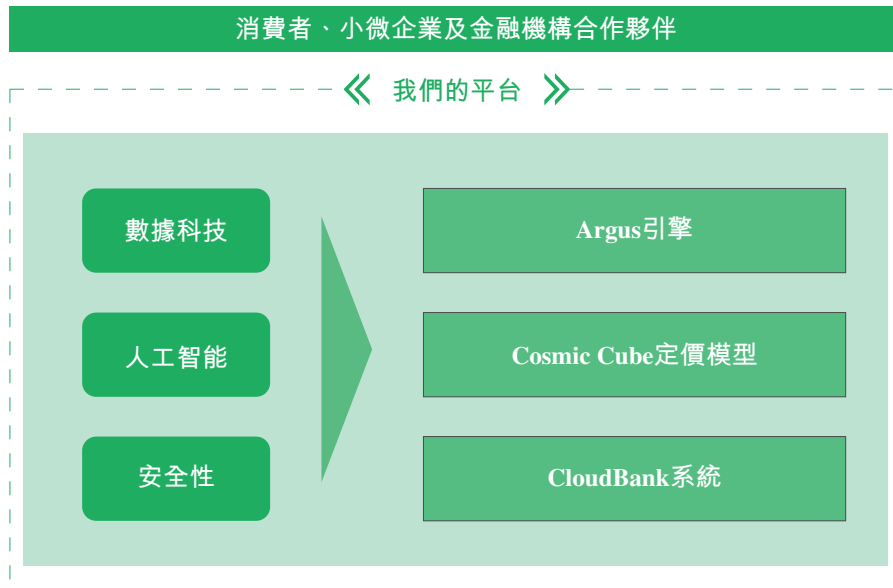 消費者、小微企業及金融機構合作夥伴
我們的平台
數據科技
Argus引擎
人工智能
Cosmic Cube定價模型
安全性
CloudBank系統